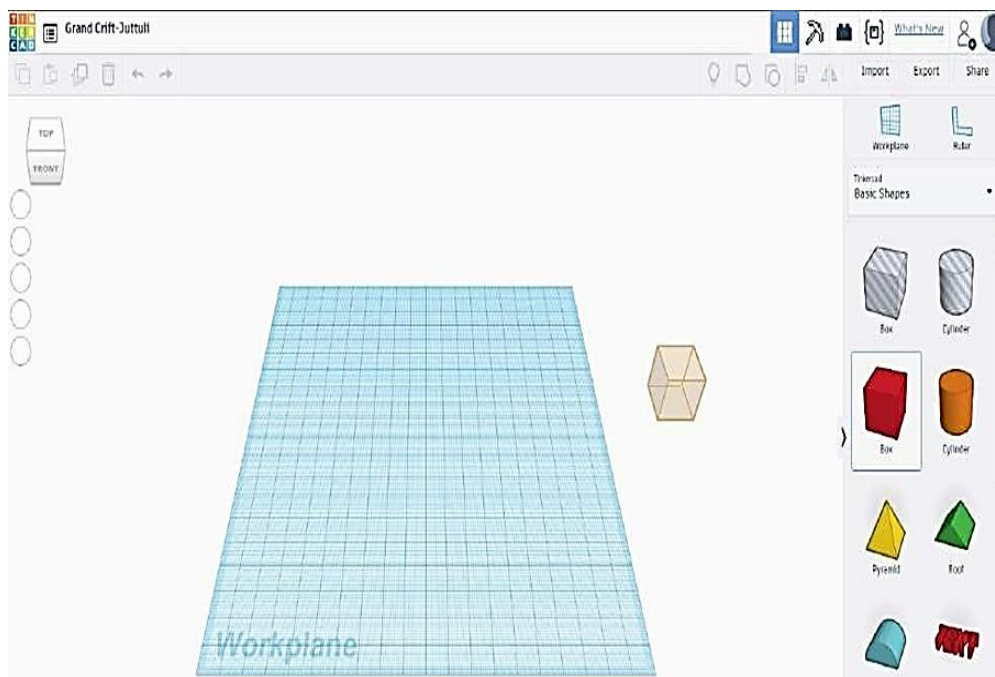 TIN
KER
CAD
Grand Crift-Juttuli
What's New
Import Export Share
TOP
FRONT
Workplane Ruler
Tinkercad
Basic Shapes
Box Cylinder
Box Cylinder
Pyramid Roof
Workplane